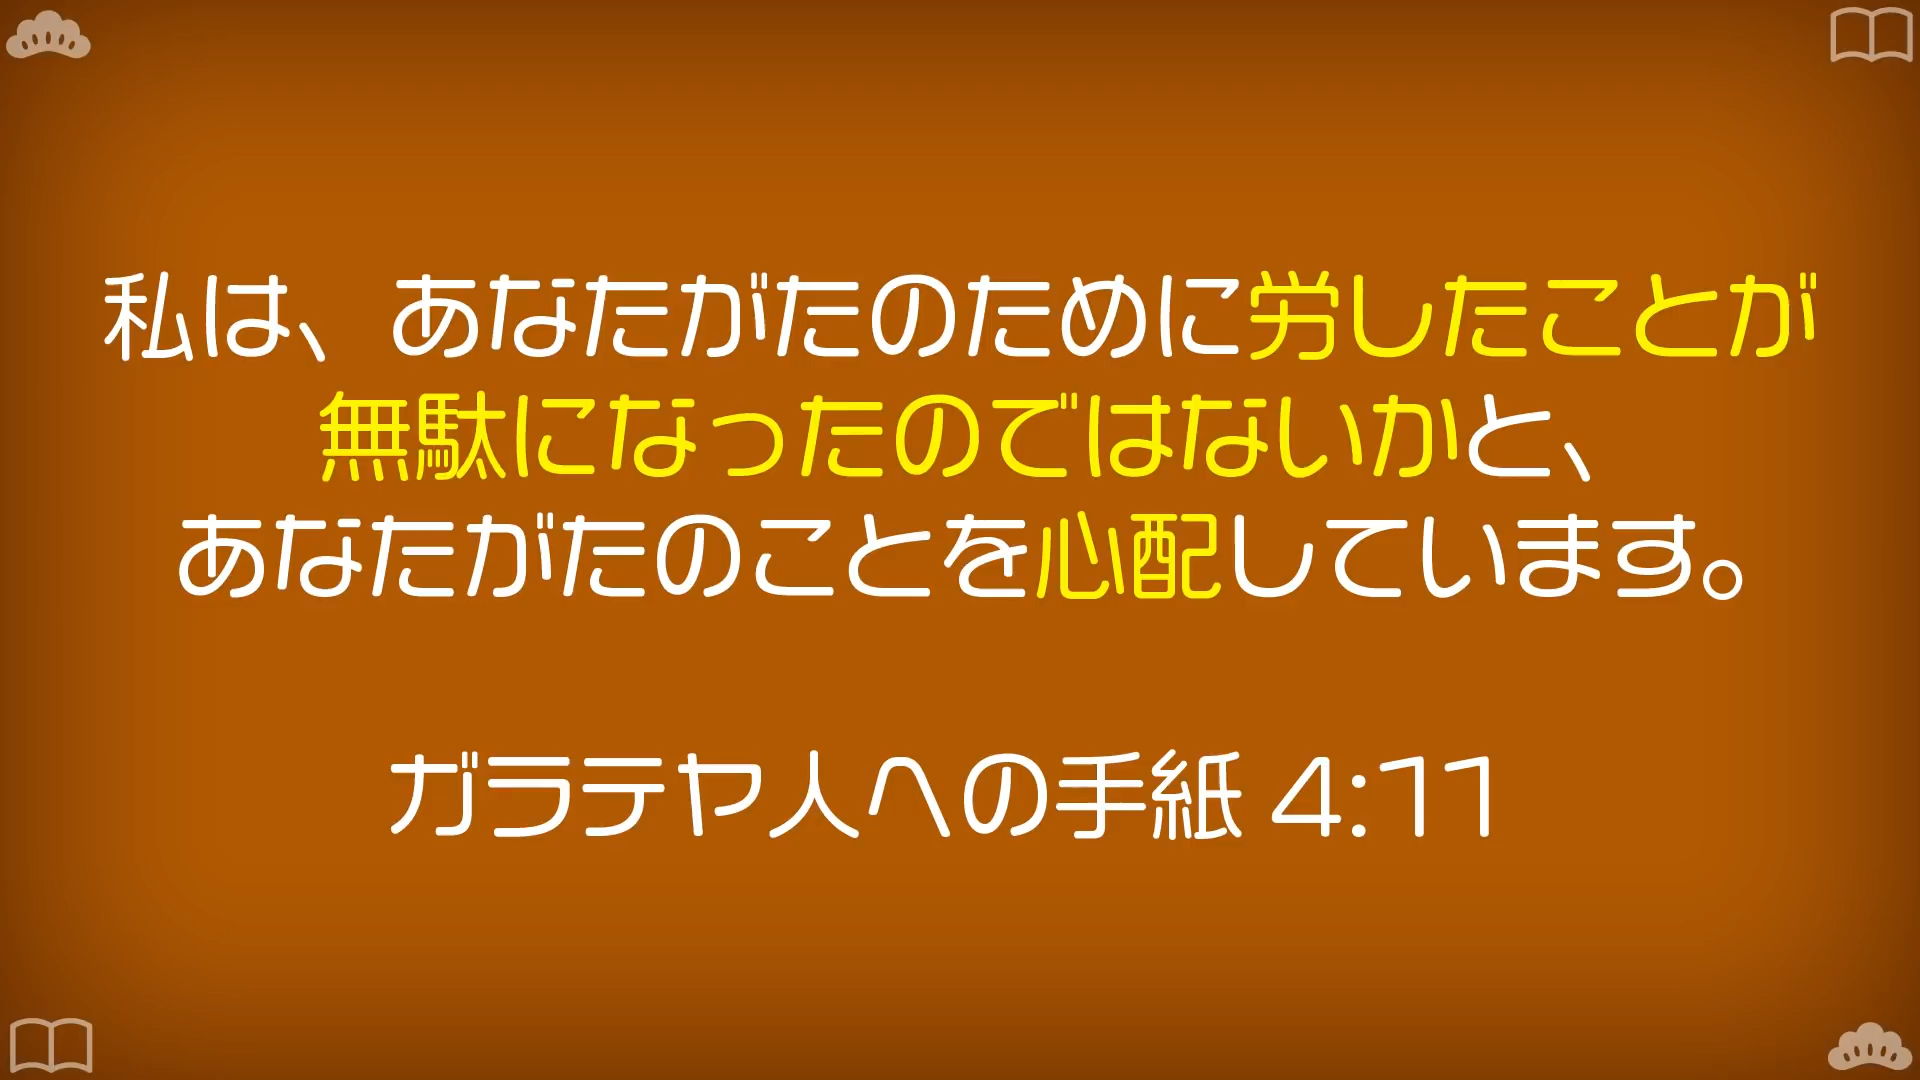 私は、あなたがたのために労したことが
無駄になったのではないかと、
あなたがたのことを心配しています。
ガラテヤ人への手紙 4:11